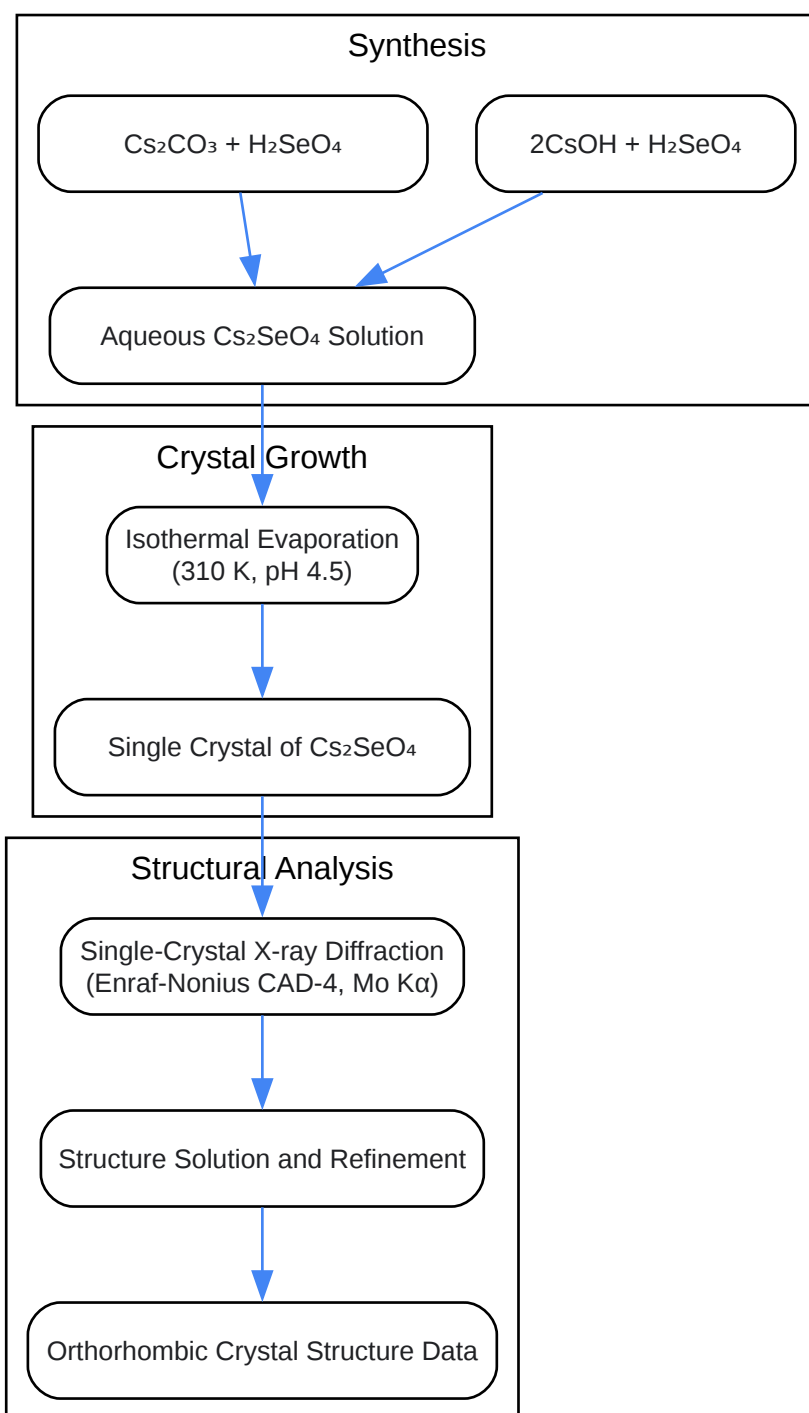 Synthesis
Cs₂CO₃ + H₂SeO₄
2CsOH + H₂SeO₄
Aqueous Cs₂SeO₄ Solution
Crystal Growth
Isothermal Evaporation
(310 K, pH 4.5)
Single Crystal of Cs₂SeO₄
Structural Analysis
Single-Crystal X-ray Diffraction
(Enraf-Nonius CAD-4, Mo Kα)
Structure Solution and Refinement
Orthorhombic Crystal Structure Data